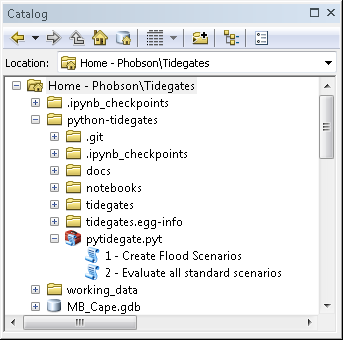 Catalog
Location: Home - Phobson\Tidegates
Home - Phobson\Tidegates
.ipynb_checkpoints
python-tidegates
.git
.ipynb_checkpoints
docs
notebooks
tidegates
tidegates.egg-info
pytidegate.pyt
1 - Create Flood Scenarios
2 - Evaluate all standard scenarios
working_data
MB_Cape.gdb